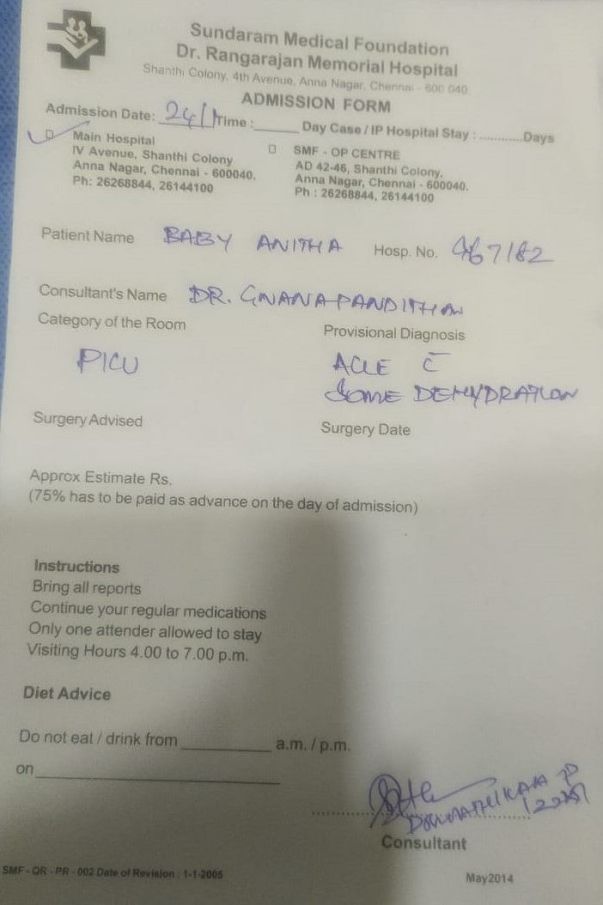 Sundaram Medical Foundation
Dr. Rangarajan Memorial Hospital
Shanthi Colony, 4th Avenue, Anna Nagar, Chennai - 600 040
ADMISSION FORM
Admission Date: 24/1 Time :______ Day Case / IP Hospital Stay : ...........Days
Main Hospital
IV Avenue, Shanthi Colony
Anna Nagar, Chennai - 600040.
Ph: 26268844, 26144100
SMF - OP CENTRE
AD 42-46, Shanthi Colony,
Anna Nagar, Chennai - 600040.
Ph : 26268844, 26144100
Patient Name BABY ANITHA Hosp. No. 467182
Consultant's Name DR. GNANAPANDITHAN
Category of the Room
PICU
Provisional Diagnosis
C̅
SOME DEHYDRATION
Surgery Advised
Surgery Date
Approx Estimate Rs.
(75% has to be paid as advance on the day of admission)
Instructions
Bring all reports
Continue your regular medications
Only one attender allowed to stay
Visiting Hours 4.00 to 7.00 p.m.
Diet Advice
Do not eat / drink from __________ a.m. / p.m.
on____________________________
Consultant
SMF - QR - PR - 002 Date of Revision : 1-1-2005
May2014